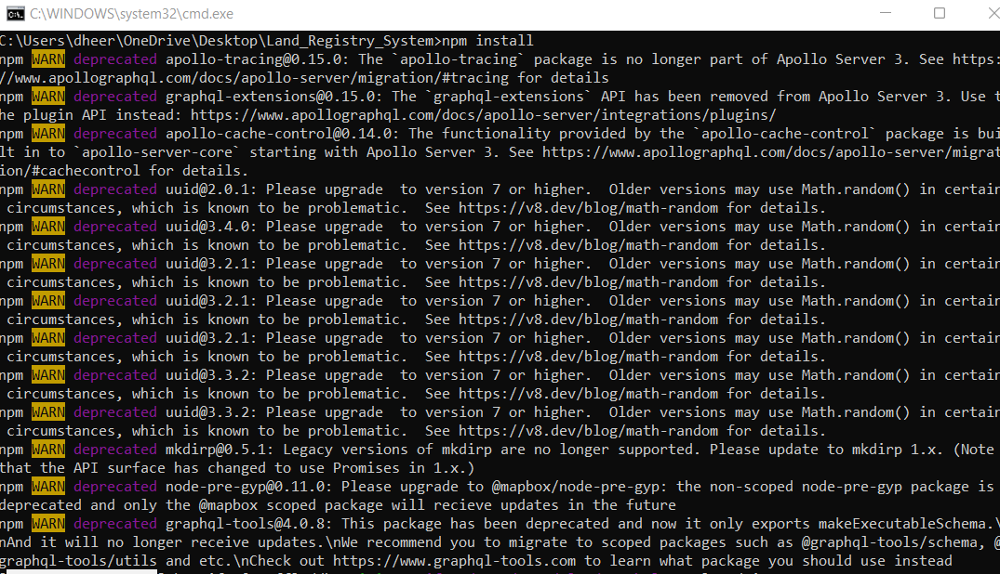 C:\WINDOWS\system32\cmd.exe
C:\Users\dheer\OneDrive\Desktop\Land_Registry_System>npm install
npm WARN deprecated apollo-tracing@0.15.0: The `apollo-tracing` package is no longer part of Apollo Server 3. See https:
//www.apollographql.com/docs/apollo-server/migration/#tracing for details
npm WARN deprecated graphql-extensions@0.15.0: The `graphql-extensions` API has been removed from Apollo Server 3. Use t
he plugin API instead: https://www.apollographql.com/docs/apollo-server/integrations/plugins/
npm WARN deprecated apollo-cache-control@0.14.0: The functionality provided by the `apollo-cache-control` package is bui
lt in to `apollo-server-core` starting with Apollo Server 3. See https://www.apollographql.com/docs/apollo-server/migrat
ion/#cachecontrol for details.
npm WARN deprecated uuid@2.0.1: Please upgrade  to version 7 or higher.  Older versions may use Math.random() in certain
 circumstances, which is known to be problematic.  See https://v8.dev/blog/math-random for details.
npm WARN deprecated uuid@3.4.0: Please upgrade  to version 7 or higher.  Older versions may use Math.random() in certain
 circumstances, which is known to be problematic.  See https://v8.dev/blog/math-random for details.
npm WARN deprecated uuid@3.2.1: Please upgrade  to version 7 or higher.  Older versions may use Math.random() in certain
 circumstances, which is known to be problematic.  See https://v8.dev/blog/math-random for details.
npm WARN deprecated uuid@3.2.1: Please upgrade  to version 7 or higher.  Older versions may use Math.random() in certain
 circumstances, which is known to be problematic.  See https://v8.dev/blog/math-random for details.
npm WARN deprecated uuid@3.2.1: Please upgrade  to version 7 or higher.  Older versions may use Math.random() in certain
 circumstances, which is known to be problematic.  See https://v8.dev/blog/math-random for details.
npm WARN deprecated uuid@3.3.2: Please upgrade  to version 7 or higher.  Older versions may use Math.random() in certain
 circumstances, which is known to be problematic.  See https://v8.dev/blog/math-random for details.
npm WARN deprecated uuid@3.3.2: Please upgrade  to version 7 or higher.  Older versions may use Math.random() in certain
 circumstances, which is known to be problematic.  See https://v8.dev/blog/math-random for details.
npm WARN deprecated mkdirp@0.5.1: Legacy versions of mkdirp are no longer supported. Please update to mkdirp 1.x. (Note
that the API surface has changed to use Promises in 1.x.)
npm WARN deprecated node-pre-gyp@0.11.0: Please upgrade to @mapbox/node-pre-gyp: the non-scoped node-pre-gyp package is
deprecated and only the @mapbox scoped package will recieve updates in the future
npm WARN deprecated graphql-tools@4.0.8: This package has been deprecated and now it only exports makeExecutableSchema.\
nAnd it will no longer receive updates.\nWe recommend you to migrate to scoped packages such as @graphql-tools/schema, @
graphql-tools/utils and etc.\nCheck out https://www.graphql-tools.com to learn what package you should use instead